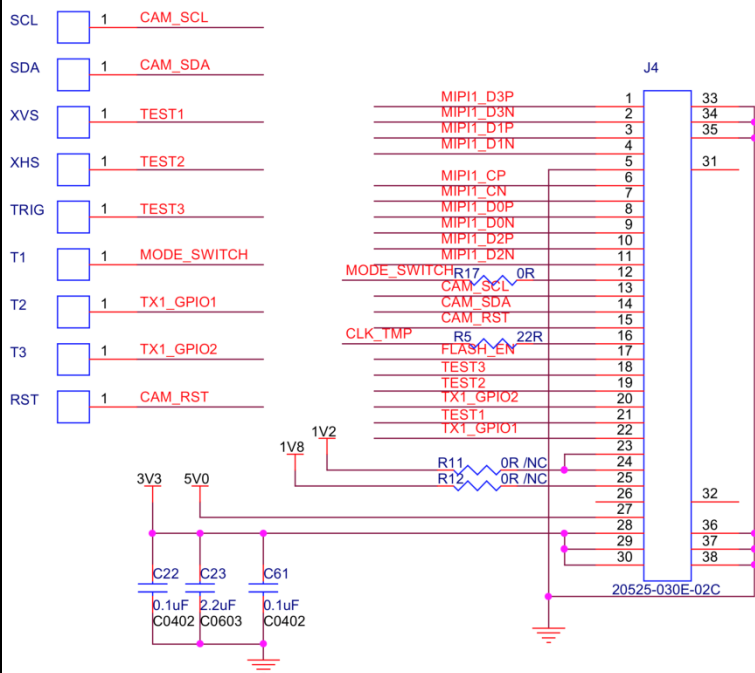 SCL 1 CAM_SCL
SDA 1 CAM_SDA
XVS 1 TEST1
XHS 1 TEST2
TRIG 1 TEST3
T1 1 MODE_SWITCH
T2 1 TX1_GPIO1
T3 1 TX1_GPIO2
RST 1 CAM_RST
J4
MIPI1_D3P 1 33
MIPI1_D3N 2 34
MIPI1_D1P 3 35
MIPI1_D1N 4
5 31
MIPI1_CP 6
MIPI1_CN 7
MIPI1_D0P 8
MIPI1_D0N 9
MIPI1_D2P 10
MIPI1_D2N 11
MODE_SWITCH R17 0R 12
CAM_SCL 13
CAM_SDA 14
CAM_RST 15
CLK_TMP R5 22R 16
FLASH_EN 17
TEST3 18
TEST2 19
TX1_GPIO2 20
TEST1 21
TX1_GPIO1 22
1V2 23
1V8 R11 0R /NC 24
R12 0R /NC 25
3V3 5V0 26 32
27
28 36
29 37
30 38
20525-030E-02C
C22 C23 C61
0.1uF 2.2uF 0.1uF
C0402 C0603 C0402